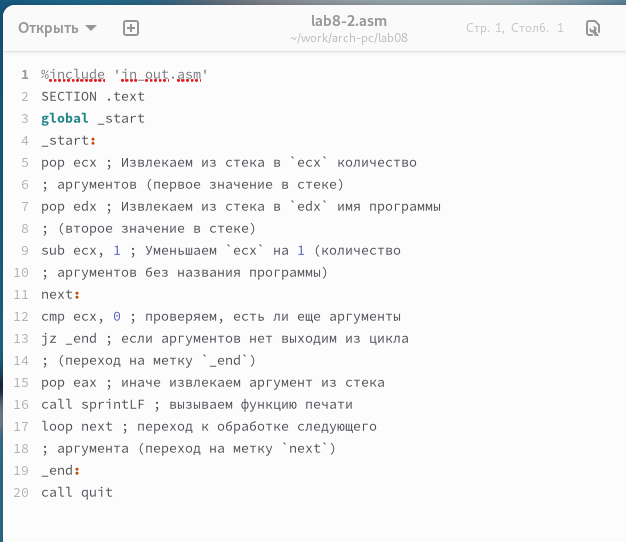 Открыть
lab8-2.asm
~/work/arch-pc/lab08
Стр. 1, Столб. 1
1 %include 'in_out.asm'
2 SECTION .text
3 global _start
4 _start:
5 pop ecx ; Извлекаем из стека в `ecx` количество
6 ; аргументов (первое значение в стеке)
7 pop edx ; Извлекаем из стека в `edx` имя программы
8 ; (второе значение в стеке)
9 sub ecx, 1 ; Уменьшаем `ecx` на 1 (количество
10 ; аргументов без названия программы)
11 next:
12 cmp ecx, 0 ; проверяем, есть ли еще аргументы
13 jz _end ; если аргументов нет выходим из цикла
14 ; (переход на метку `_end`)
15 pop eax ; иначе извлекаем аргумент из стека
16 call sprintLF ; вызываем функцию печати
17 loop next ; переход к обработке следующего
18 ; аргумента (переход на метку `next`)
19 _end:
20 call quit